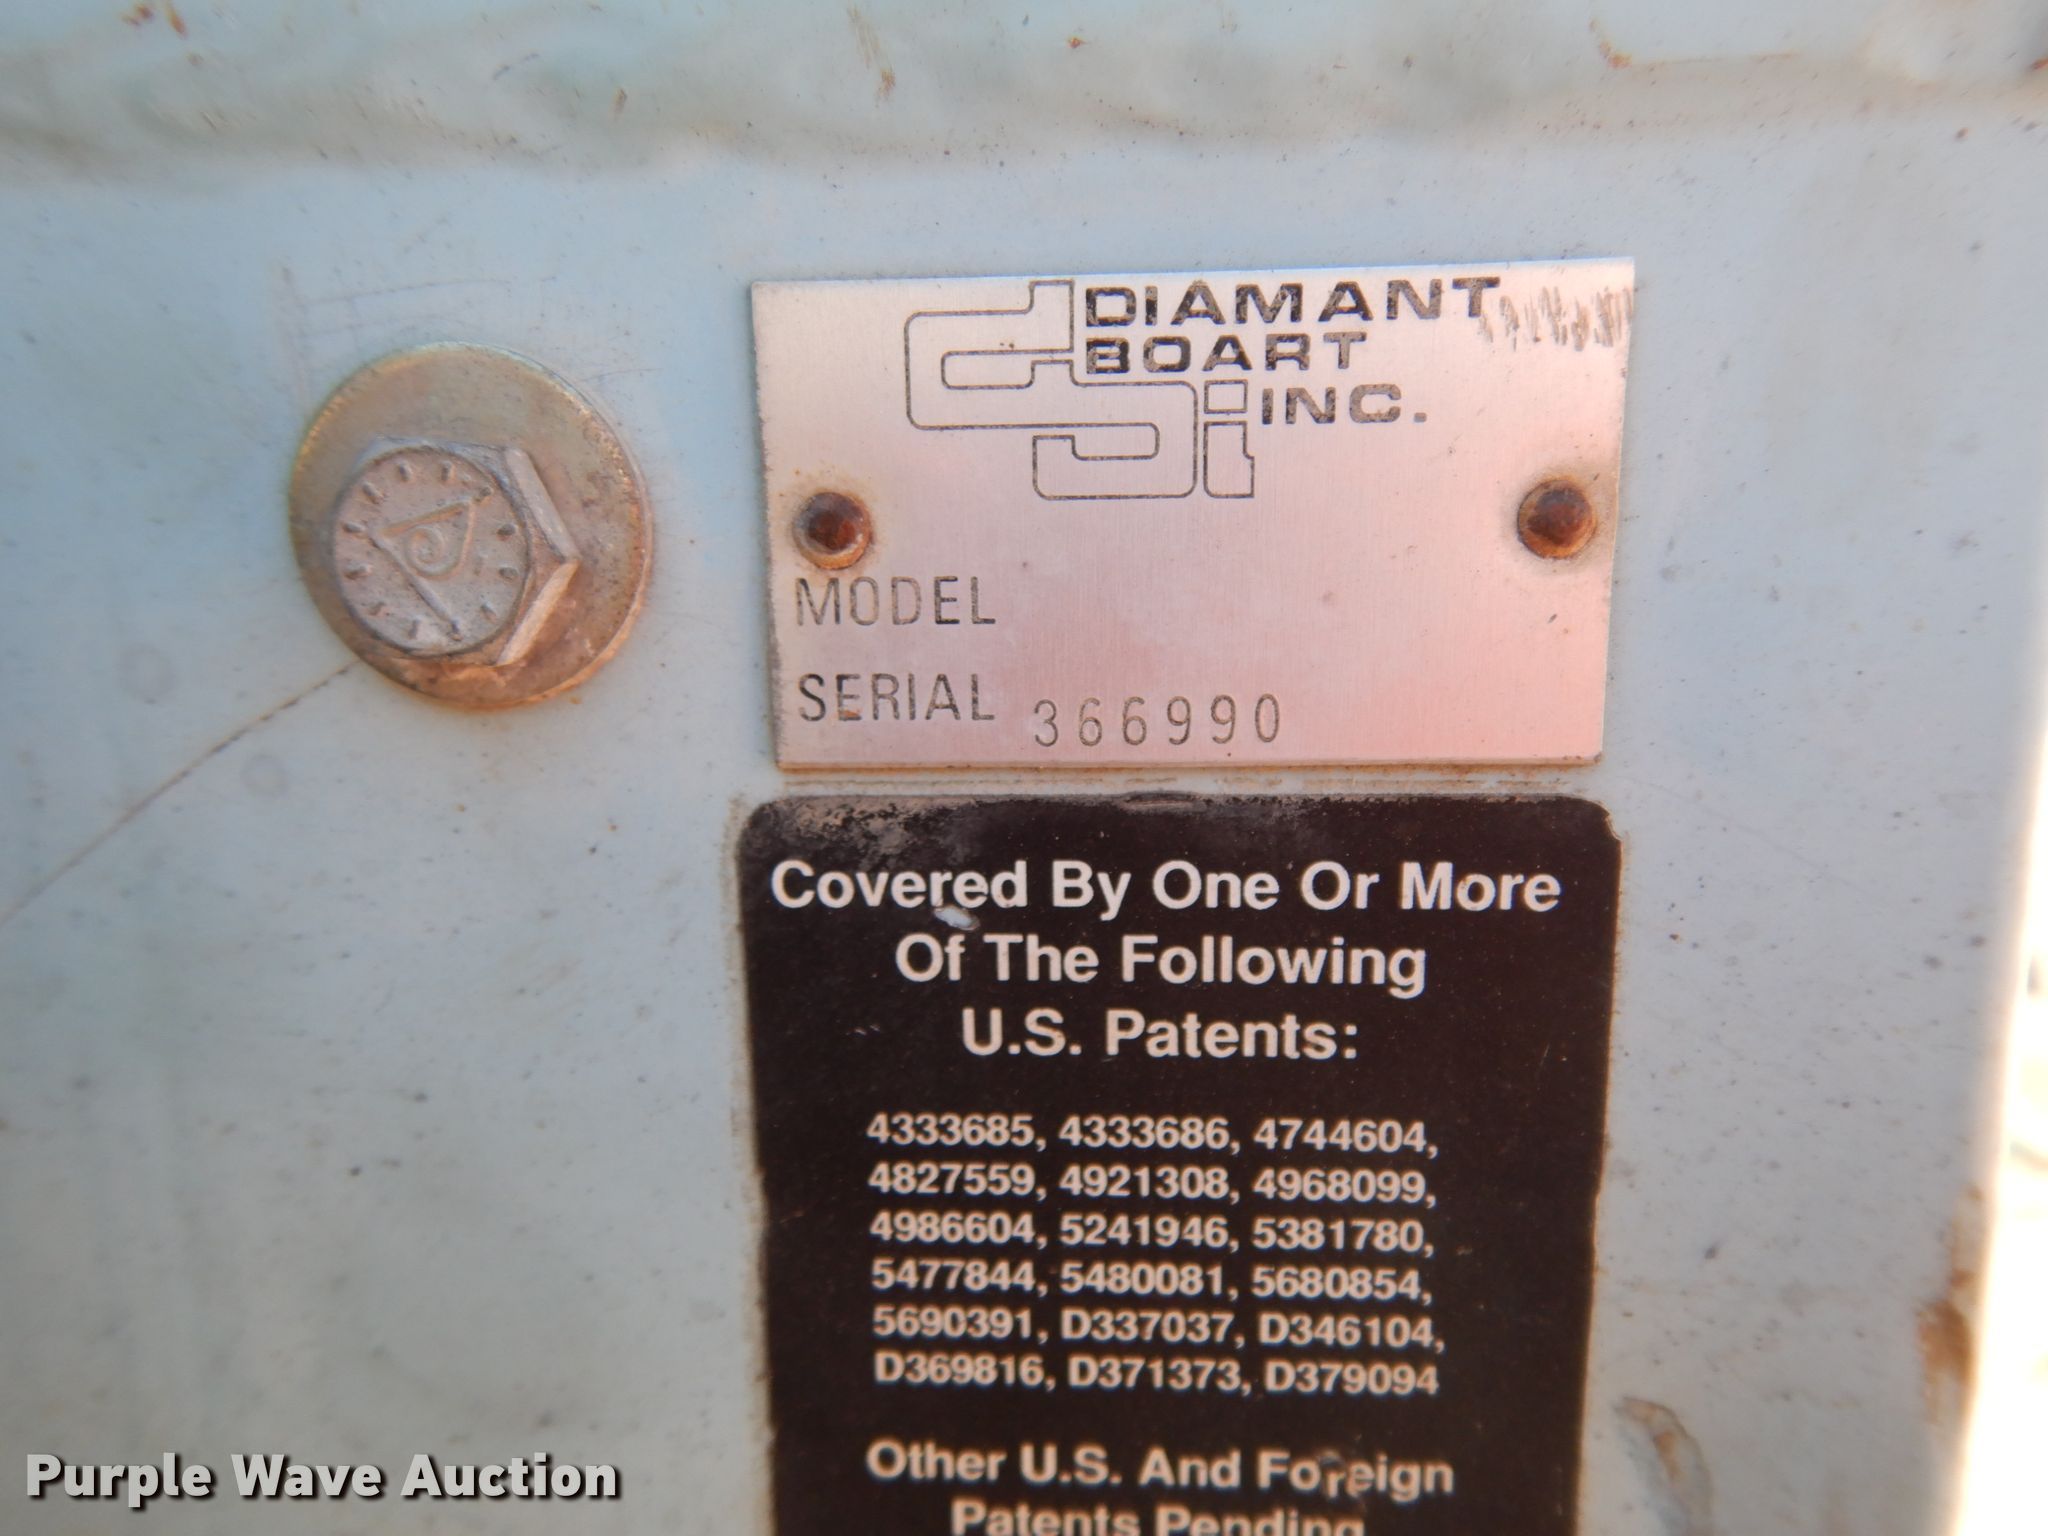 DIAMANT
BOART
INC.
MODEL
SERIAL 366990
Covered By One Or More
Of The Following
U.S. Patents:
4333685, 4333686, 4744604,
4827559, 4921308, 4968099,
4986604, 5241946, 5381780,
5477844, 5480081, 5680854,
5690391, D337037, D346104,
D369816, D371373, D379094
Other U.S. And Foreign
Patents Pending
Purple Wave Auction